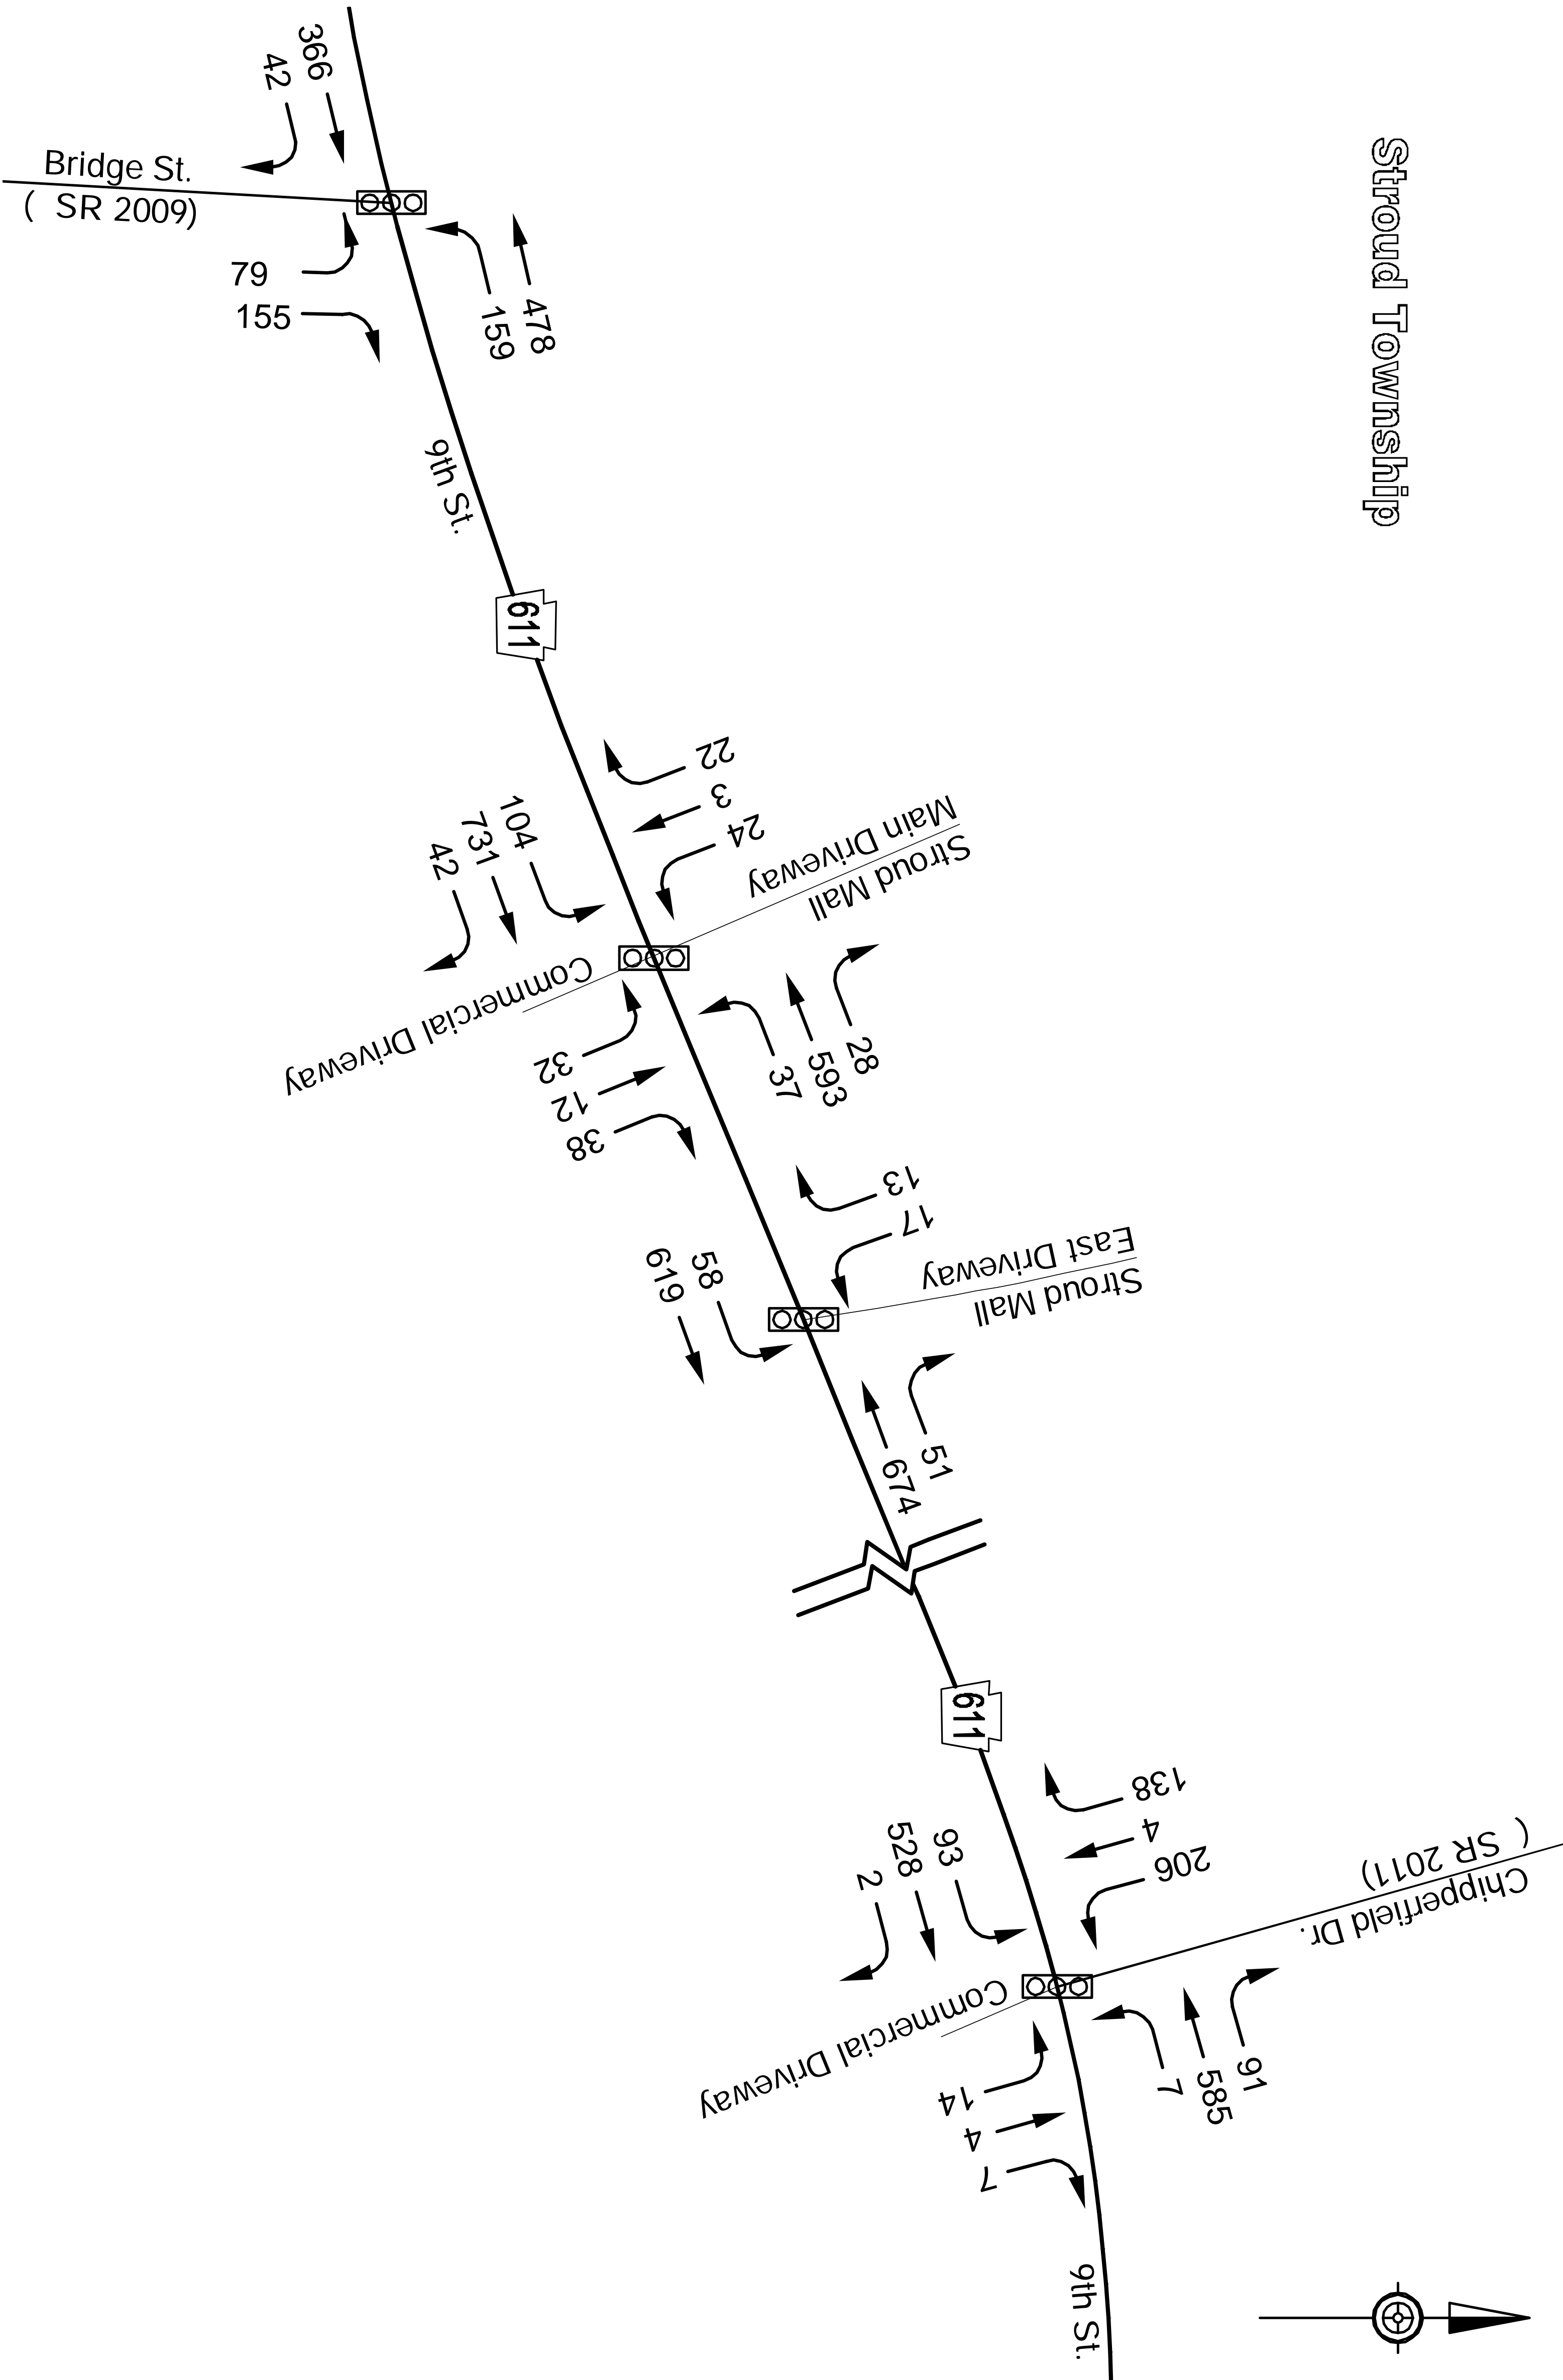 366
42
Bridge St.
( SR 2009)
79
155
159
478
Stroud Township
9th St.
611
22
3
24
104
731
42
Main Driveway
Stroud Mall
Commercial Driveway
32
12
38
37
593
28
13
17
619
58
East Driveway
Stroud Mall
51
674
611
138
4
206
93
528
2
( SR 2011)
Chipperfield Dr.
Commercial Driveway
14
4
7
7
585
91
9th St.